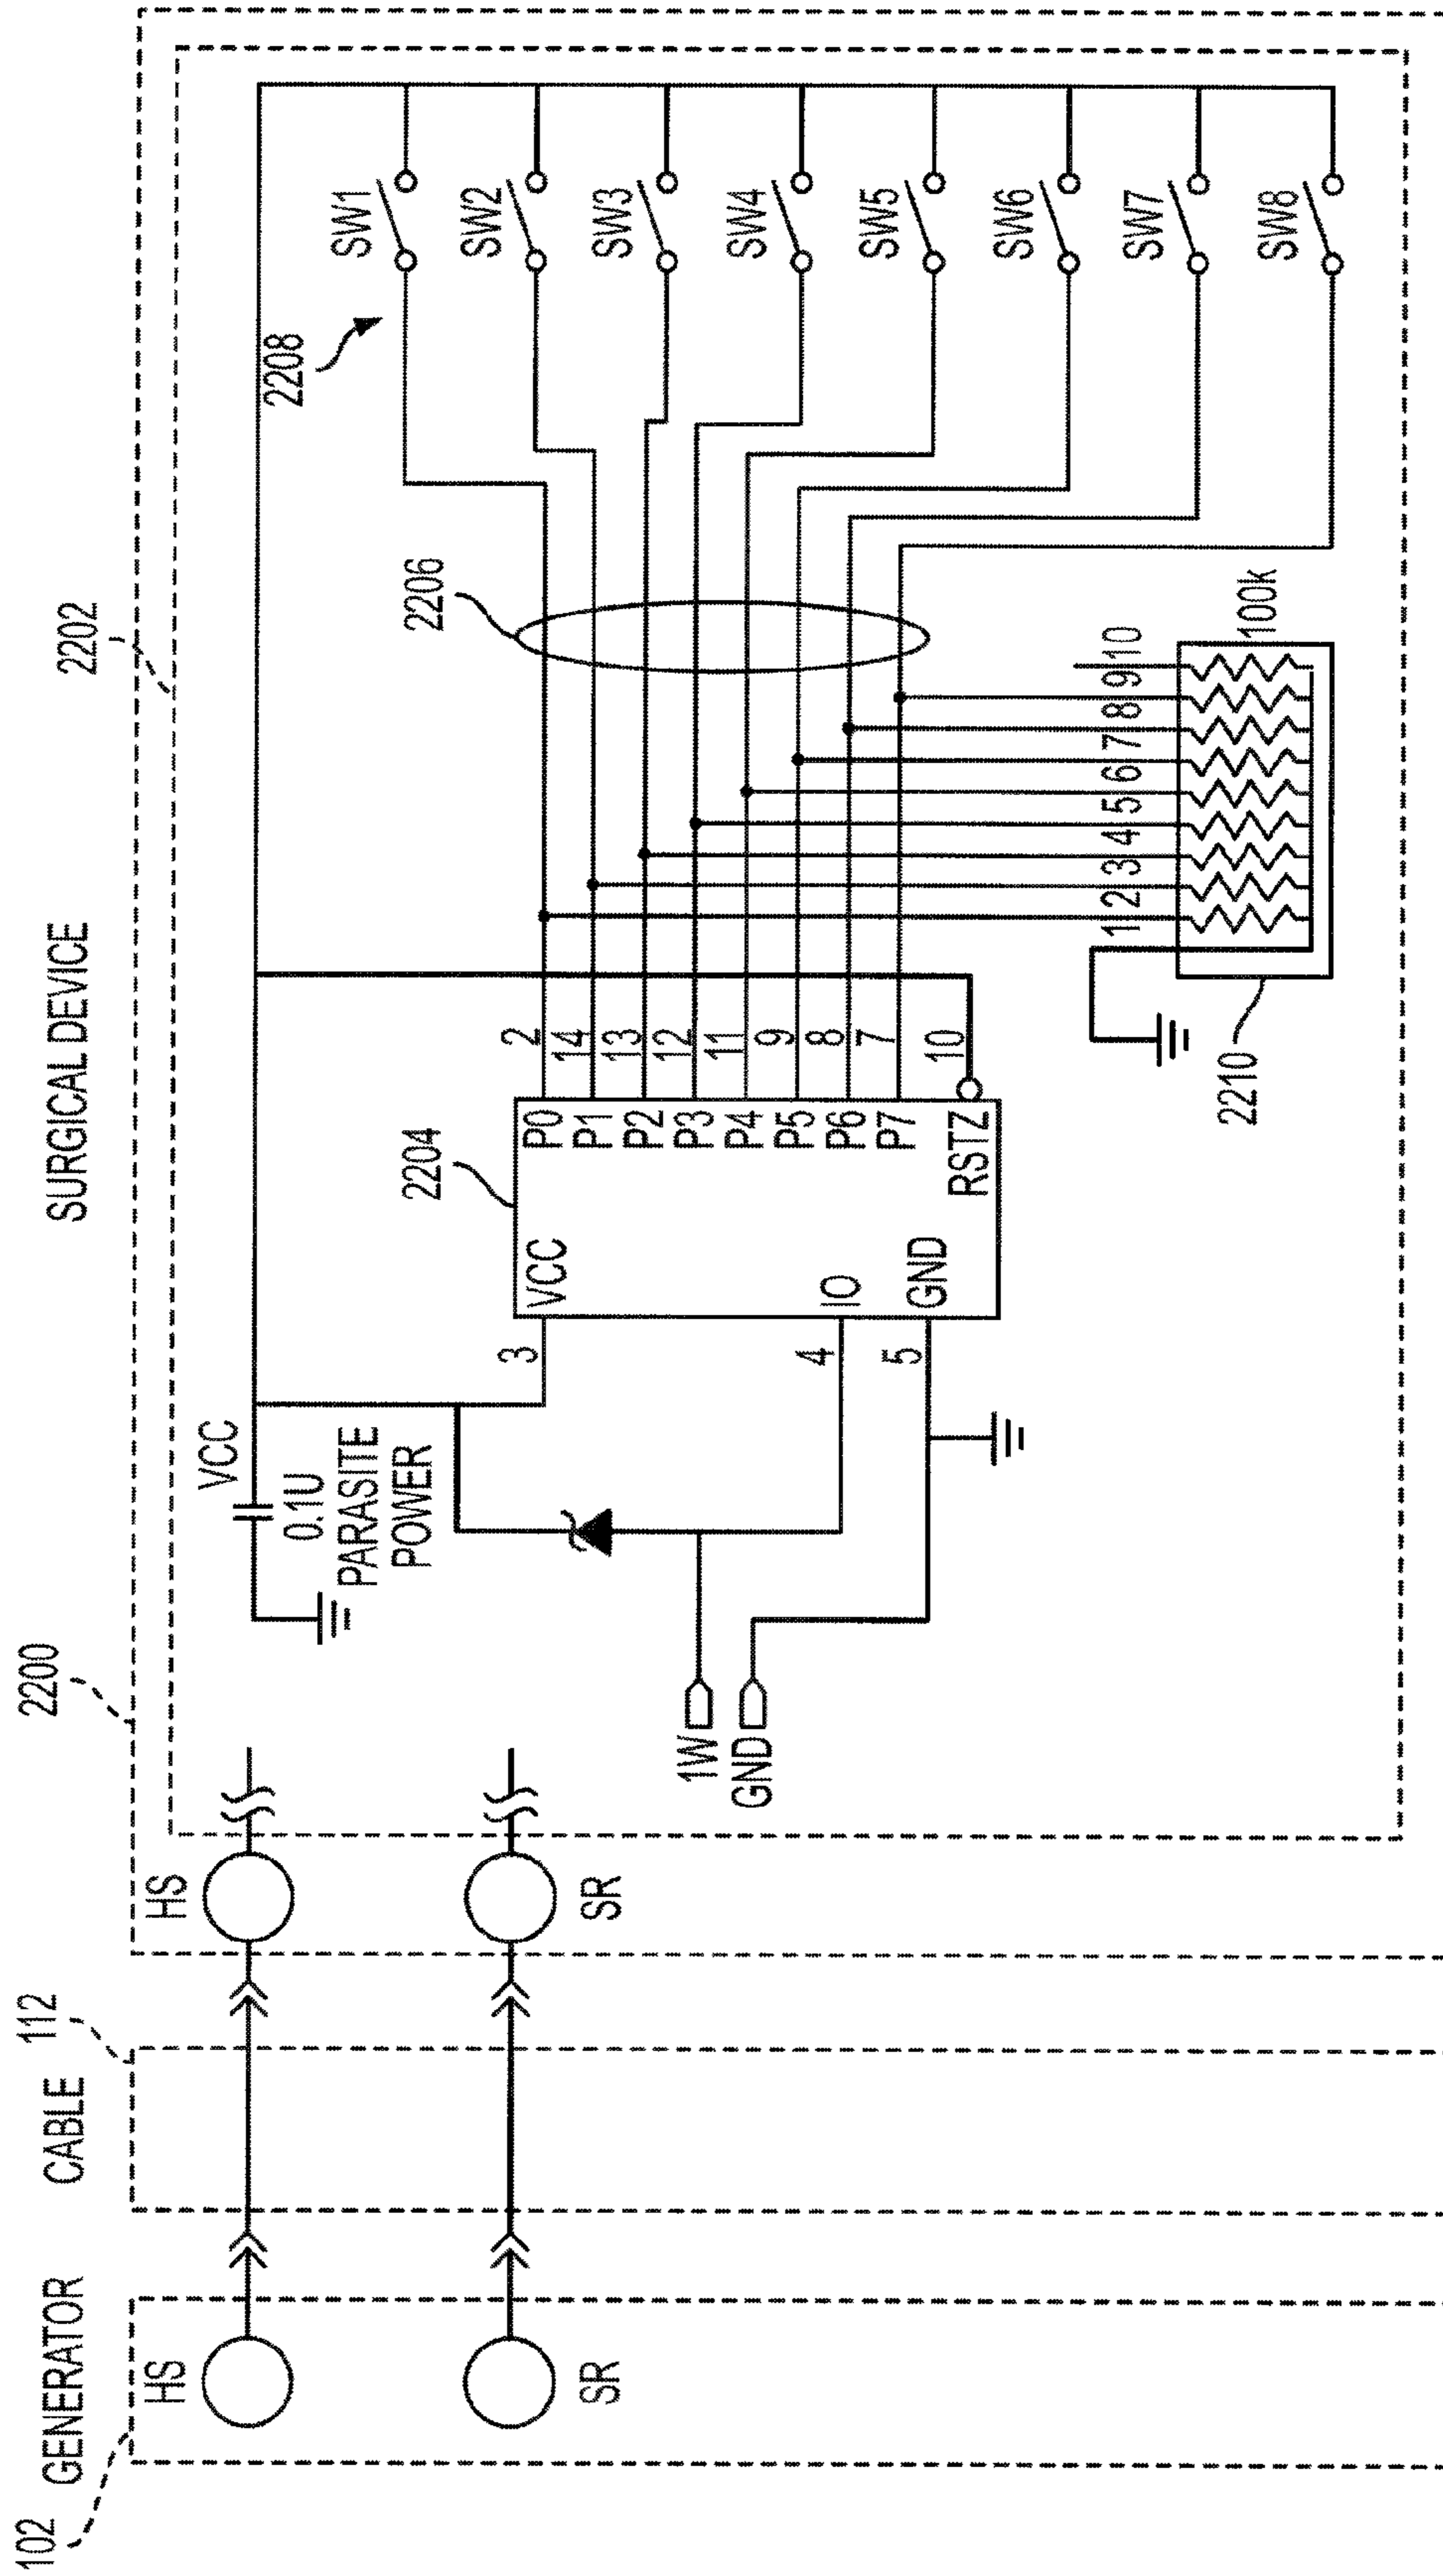 102
GENERATOR
CABLE
112
2200
SURGICAL DEVICE
2202
HS
HS
SR
SR
VCC
0.1U
PARASITE
POWER
1W
GND
2204
3
VCC
4
IO
5
GND
P0
P1
P2
P3
P4
P5
P6
P7
RSTZ
2
14
13
12
11
9
8
7
10
2206
2208
SW1
SW2
SW3
SW4
SW5
SW6
SW7
SW8
1 2 3 4 5 6 7 8 9 10
100k
2210